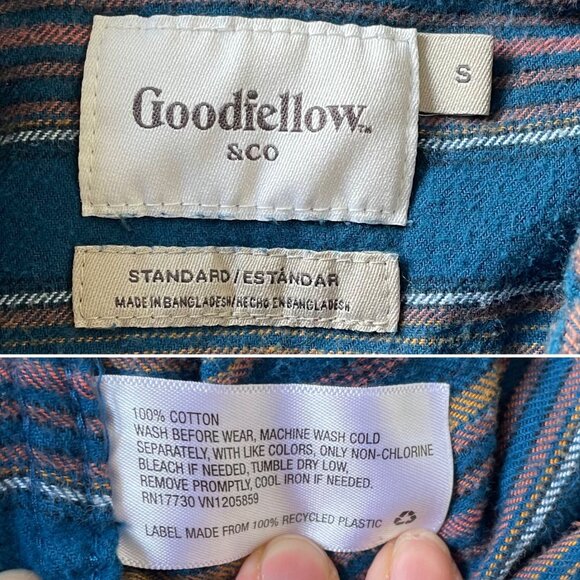 Goodfellow™
&CO
S
STANDARD/ESTÁNDAR
MADE IN BANGLADESH/HECHO EN BANGLADESH
100% COTTON
WASH BEFORE WEAR, MACHINE WASH COLD
SEPARATELY, WITH LIKE COLORS, ONLY NON-CHLORINE
BLEACH IF NEEDED, TUMBLE DRY LOW,
REMOVE PROMPTLY, COOL IRON IF NEEDED.
RN17730 VN1205859
LABEL MADE FROM 100% RECYCLED PLASTIC